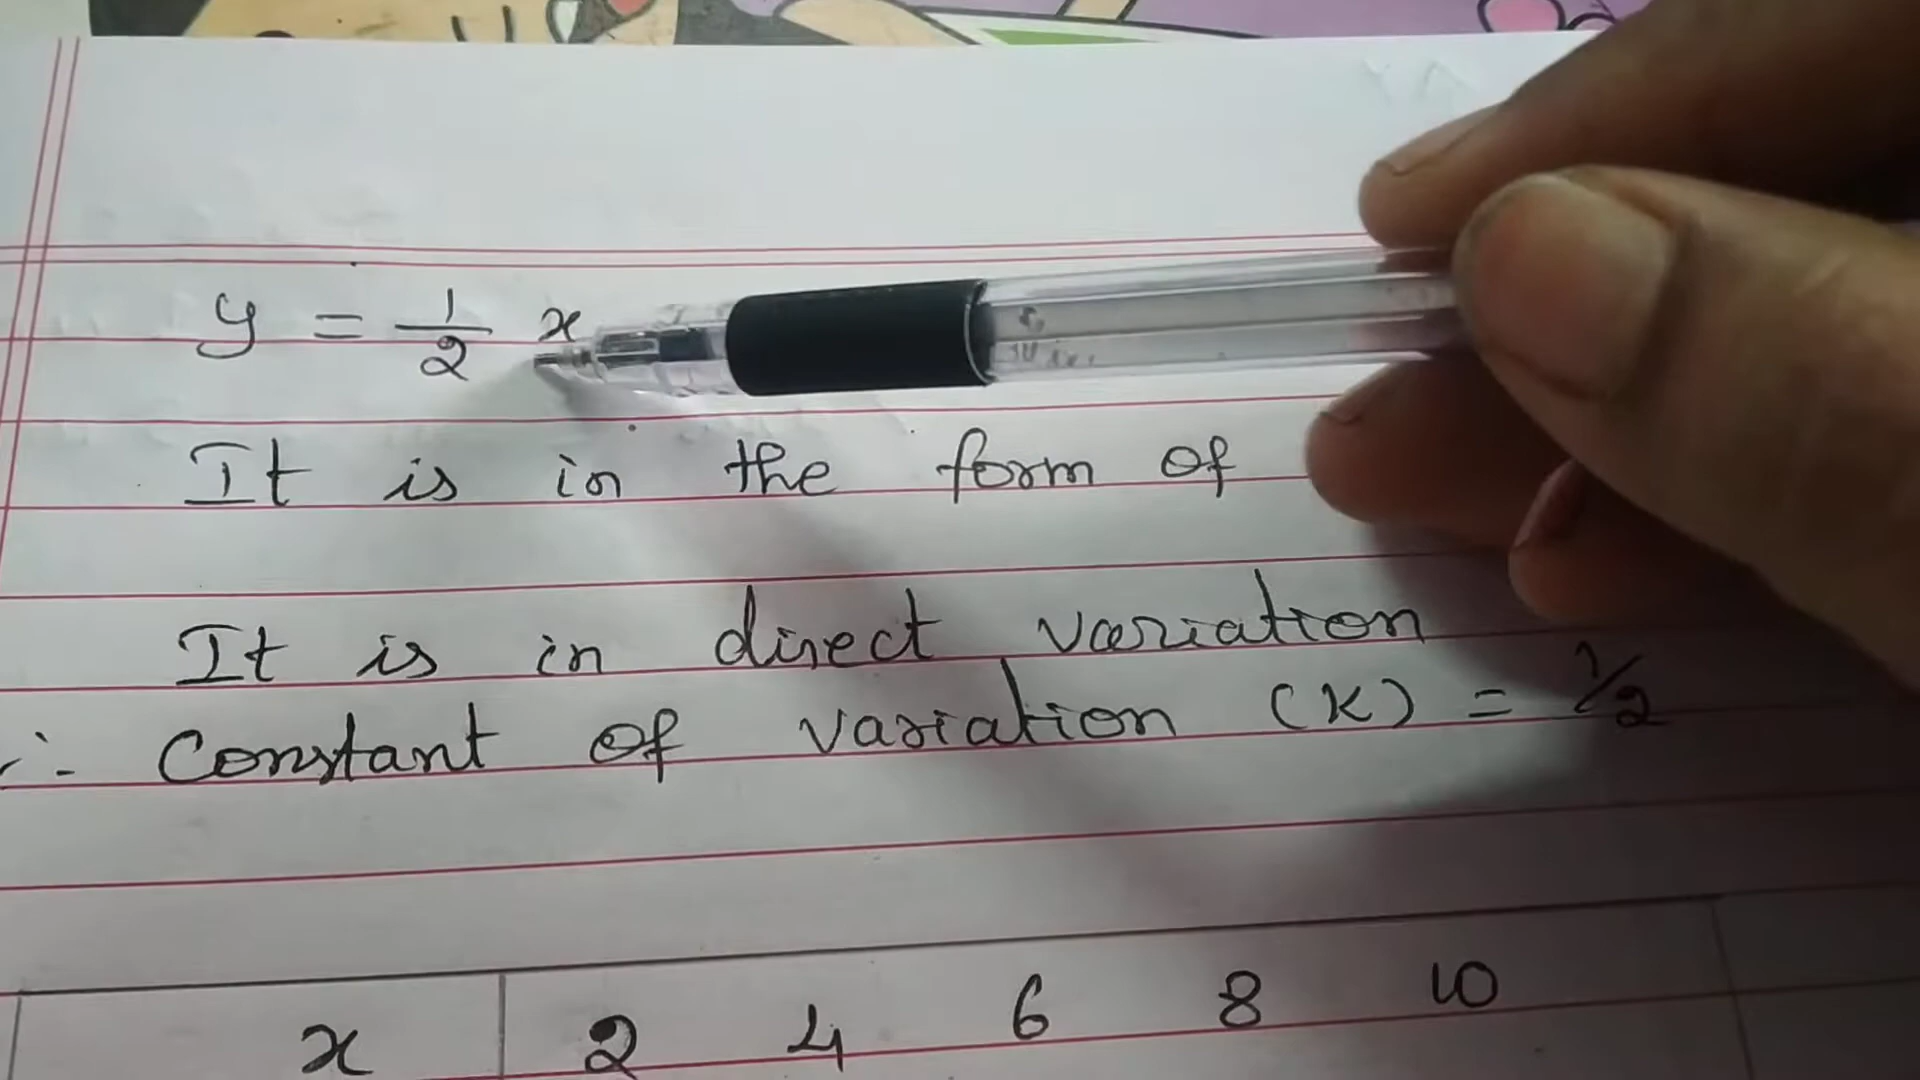 y = 1/2 x
It is in the form of
It is in direct variation
∴ Constant of variation (K) = 1/2
x 2 4 6 8 10